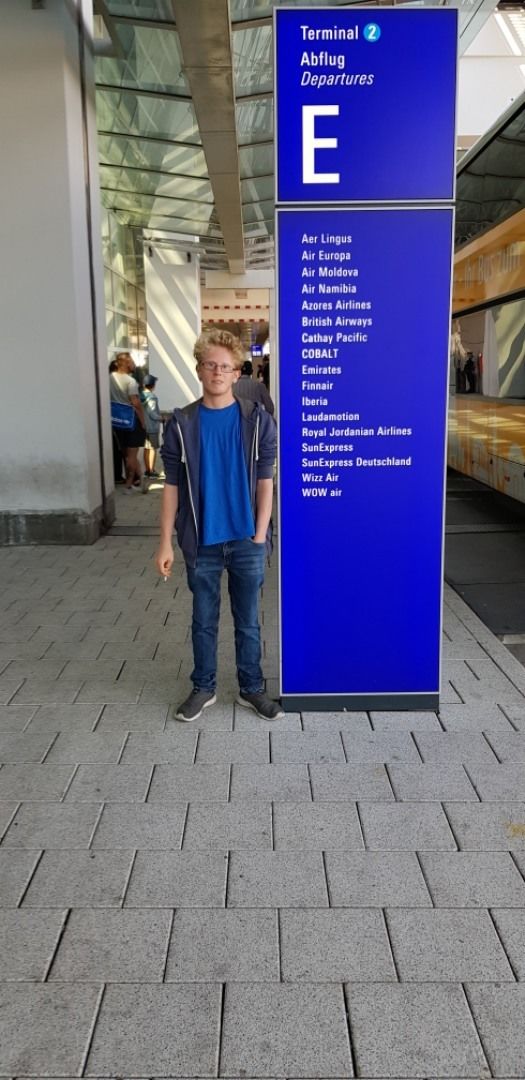 Terminal 2
Abflug
Departures
E
Aer Lingus
Air Europa
Air Moldova
Air Namibia
Azores Airlines
British Airways
Cathay Pacific
COBALT
Emirates
Finnair
Iberia
Laudamotion
Royal Jordanian Airlines
SunExpress
SunExpress Deutschland
Wizz Air
WOW air